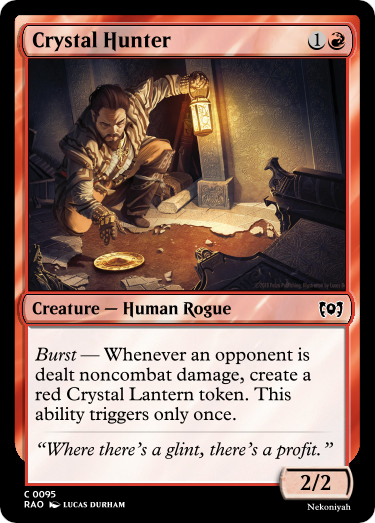 Crystal Hunter
1
Creature — Human Rogue
Burst — Whenever an opponent is
dealt noncombat damage, create a
red Crystal Lantern token. This
ability triggers only once.
“Where there's a glint, there's a profit.”
2/2
C 0095
RAO LUCAS DURHAM
Nekoniyah